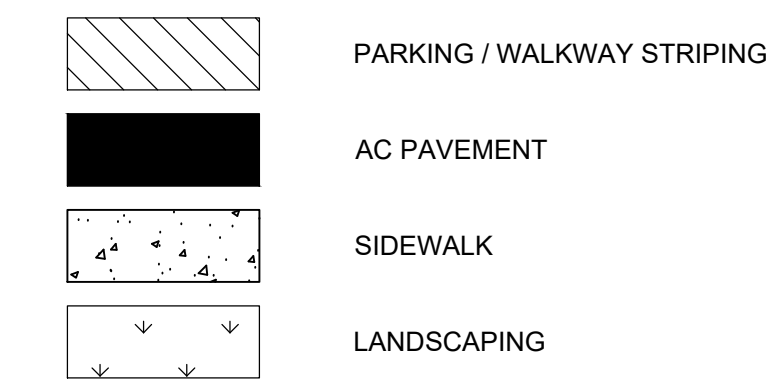 PARKING / WALKWAY STRIPING
AC PAVEMENT
SIDEWALK
LANDSCAPING